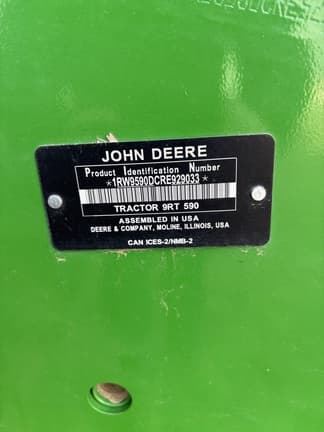 JOHN DEERE
Product Identification Number
*1RW9590DCRE929033*
TRACTOR 9RT 590
ASSEMBLED IN USA
DEERE & COMPANY, MOLINE, ILLINOIS, USA
CAN ICES-2/NMB-2